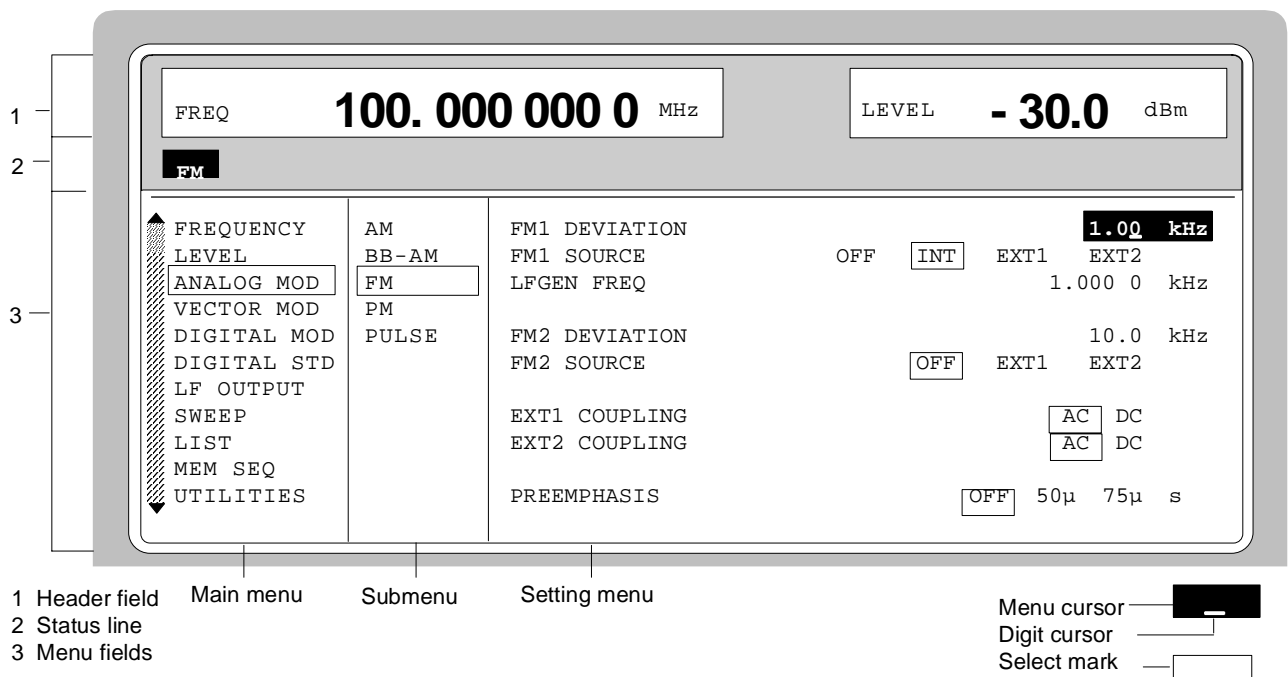 FREQ 100. 000 000 0 MHz LEVEL - 30.0 dBm
1
2
FM
3
FREQUENCY AM FM1 DEVIATION 1.00 kHz
LEVEL BB-AM FM1 SOURCE OFF INT EXT1 EXT2
ANALOG MOD FM LFGEN FREQ 1.000 0 kHz
VECTOR MOD PM
DIGITAL MOD PULSE FM2 DEVIATION 10.0 kHz
DIGITAL STD FM2 SOURCE OFF EXT1 EXT2
LF OUTPUT
SWEEP EXT1 COUPLING AC DC
LIST EXT2 COUPLING AC DC
MEM SEQ
UTILITIES PREEMPHASIS OFF 50µ 75µ s
1 Header field Main menu Submenu Setting menu
2 Status line
3 Menu fields
Menu cursor
Digit cursor
Select mark